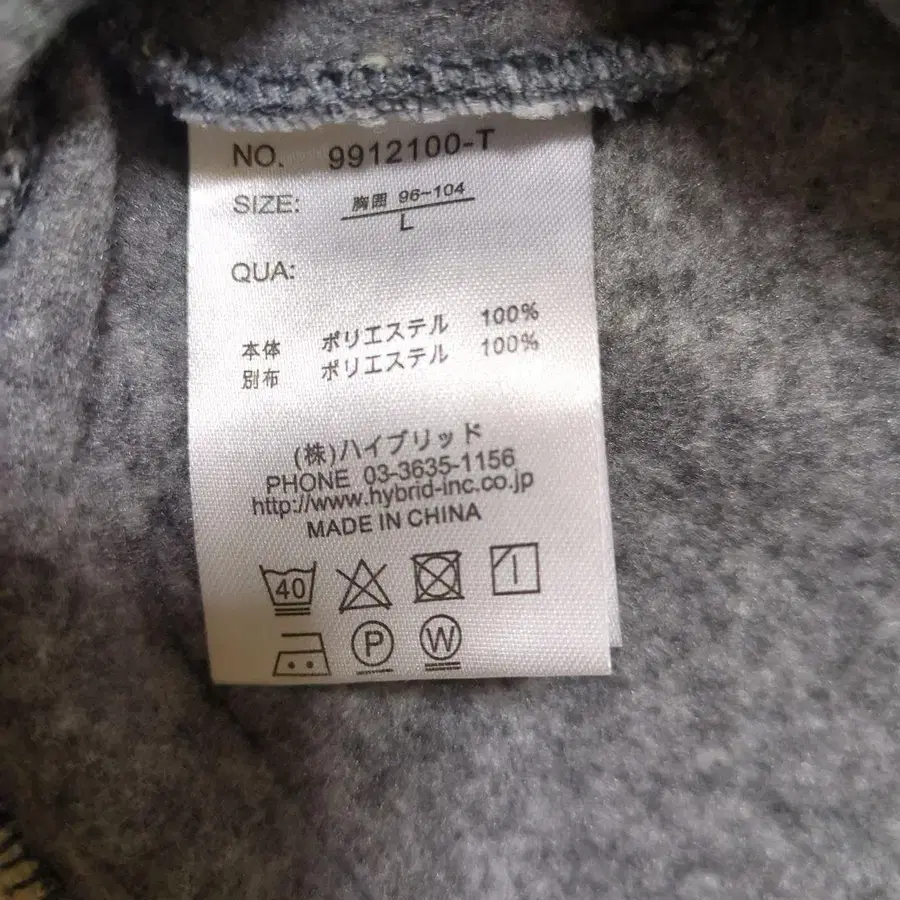 NO. 9912100-T
SIZE: 胸囲 96-104
L
QUA:
本体 ポリエステル 100%
別布 ポリエステル 100%
(株)ハイブリッド
PHONE 03-3635-1156
http://www.hybrid-inc.co.jp
MADE IN CHINA
40
P W